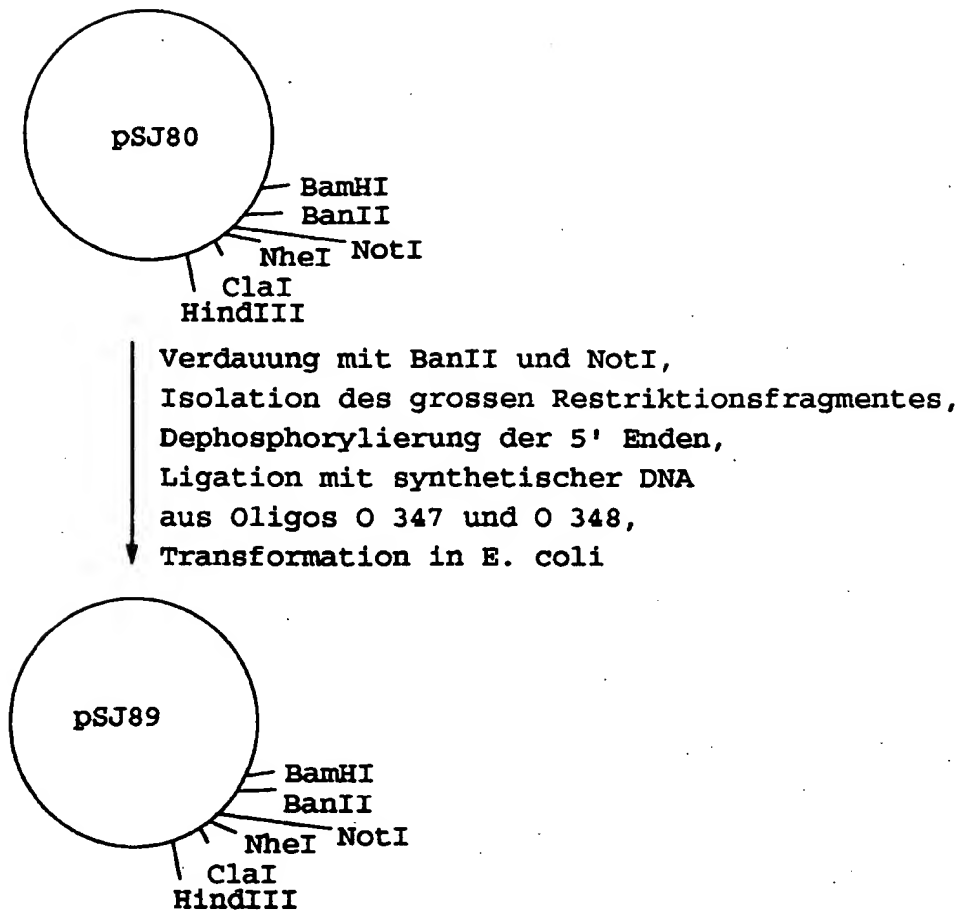 pSJ80
BamHI
BanII
NotI
NheI
ClaI
HindIII
Verdauung mit BanII und NotI,
Isolation des grossen Restriktionsfragmentes,
Dephosphorylierung der 5' Enden,
Ligation mit synthetischer DNA
aus Oligos O 347 und O 348,
Transformation in E. coli
pSJ89
BamHI
BanII
NotI
NheI
ClaI
HindIII